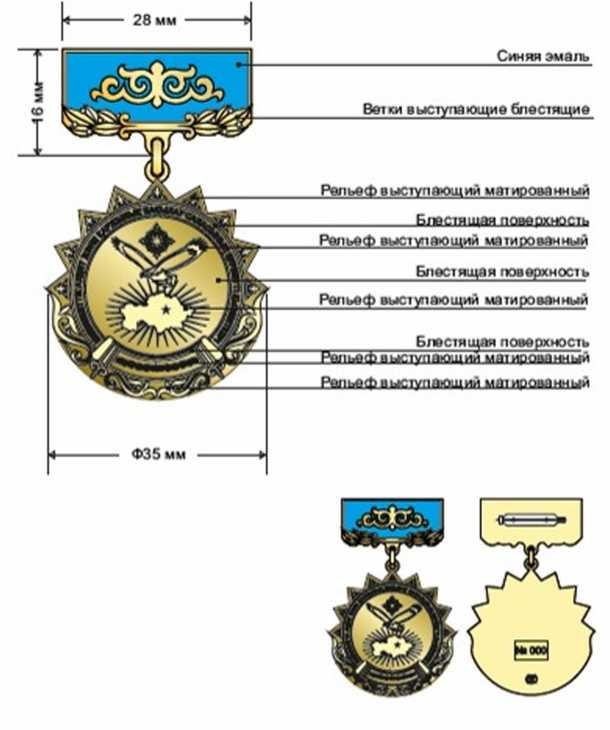 28 мм
16 мм
Синяя эмаль
Ветки выступающие блестящие
Рельеф выступающий матированный
Блестящая поверхность
Рельеф выступающий матированный
Блестящая поверхность
Рельеф выступающий матированный
Блестящая поверхность
Рельеф выступающий матированный
Рельеф выступающий матированный
Ф35 мм
№ 000